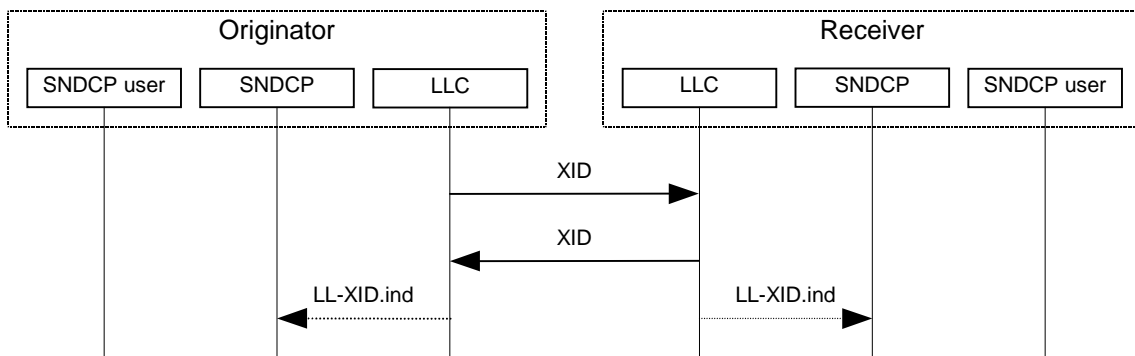 Originator Receiver
SNDCP user SNDCP LLC LLC SNDCP SNDCP user
XID
XID
LL-XID.ind LL-XID.ind